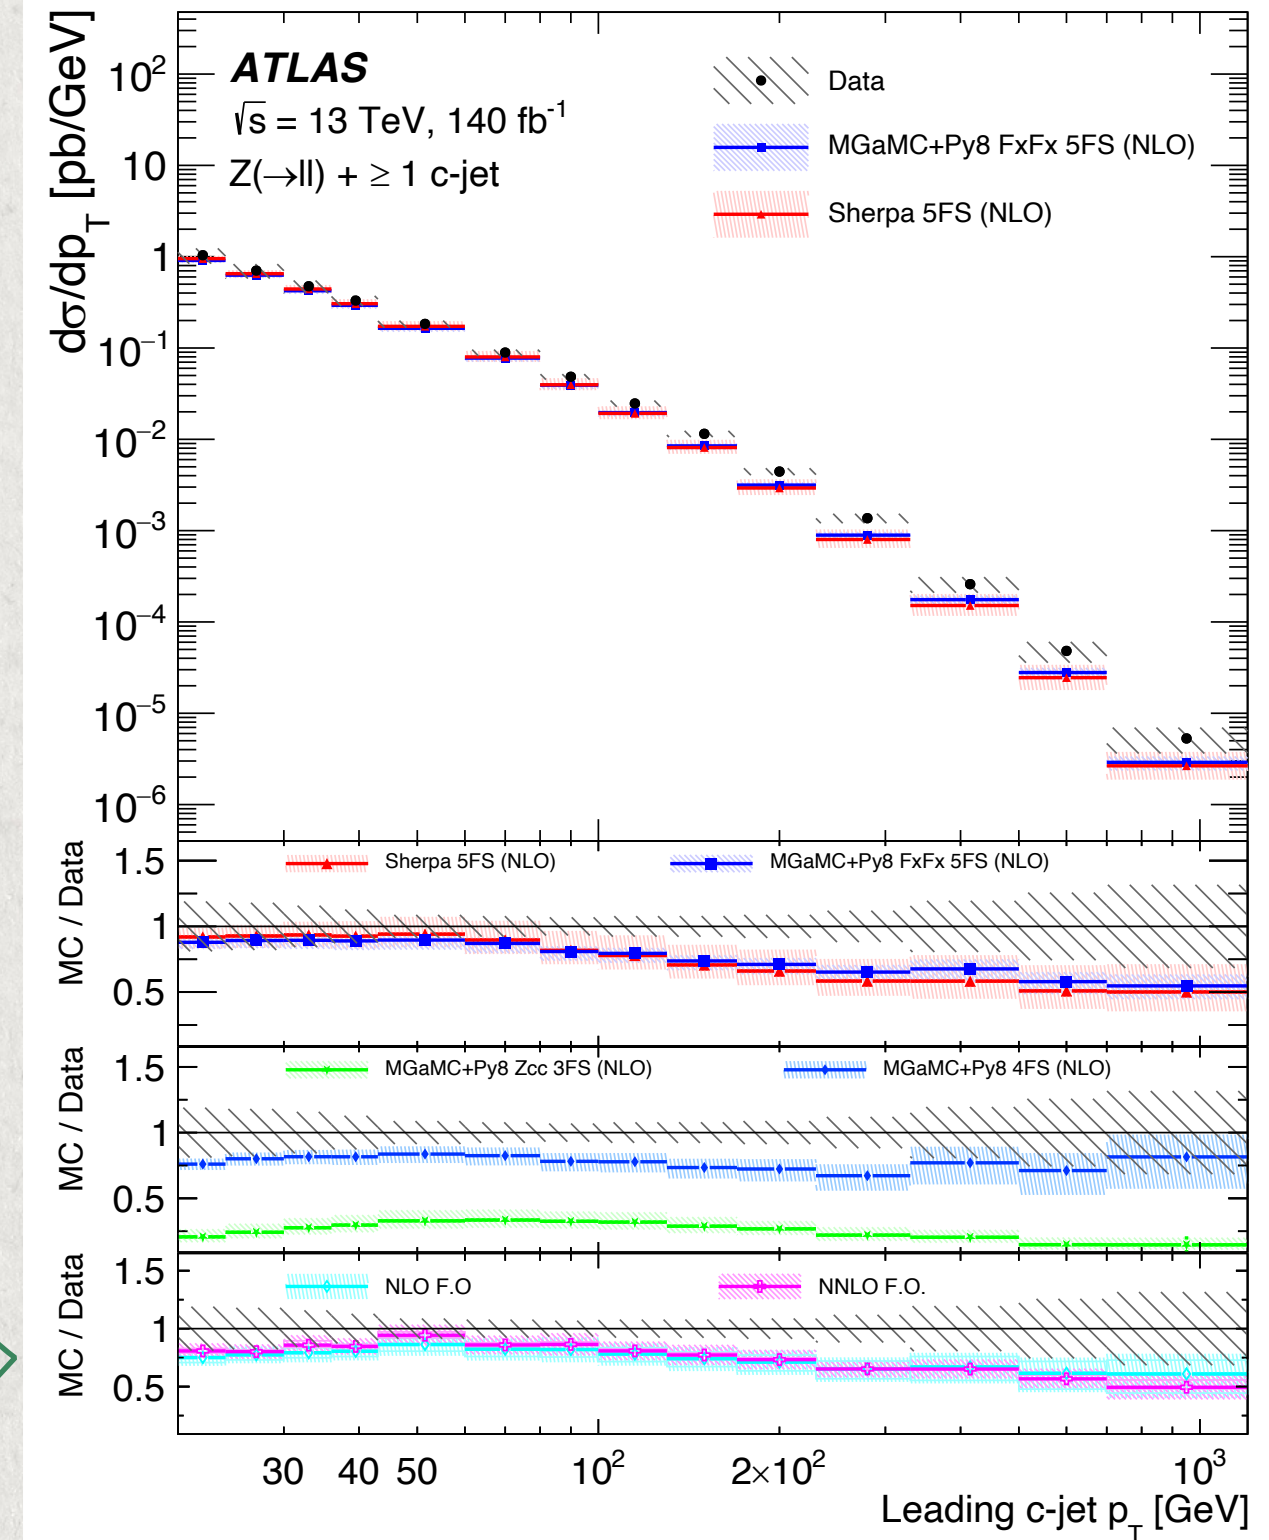 ATLAS
√s = 13 TeV, 140 fb⁻¹
Z(→ll) + ≥ 1 c-jet
Data
MGaMC+Py8 FxFx 5FS (NLO)
Sherpa 5FS (NLO)
dσ/dp_T [pb/GeV]
10²
10
1
10⁻¹
10⁻²
10⁻³
10⁻⁴
10⁻⁵
10⁻⁶
MC / Data
1.5
1
0.5
Sherpa 5FS (NLO)
MGaMC+Py8 FxFx 5FS (NLO)
MC / Data
1.5
1
0.5
MGaMC+Py8 Zcc 3FS (NLO)
MGaMC+Py8 4FS (NLO)
MC / Data
1.5
1
0.5
NLO F.O
NNLO F.O.
30 40 50 10² 2×10² 10³
Leading c-jet p_T [GeV]